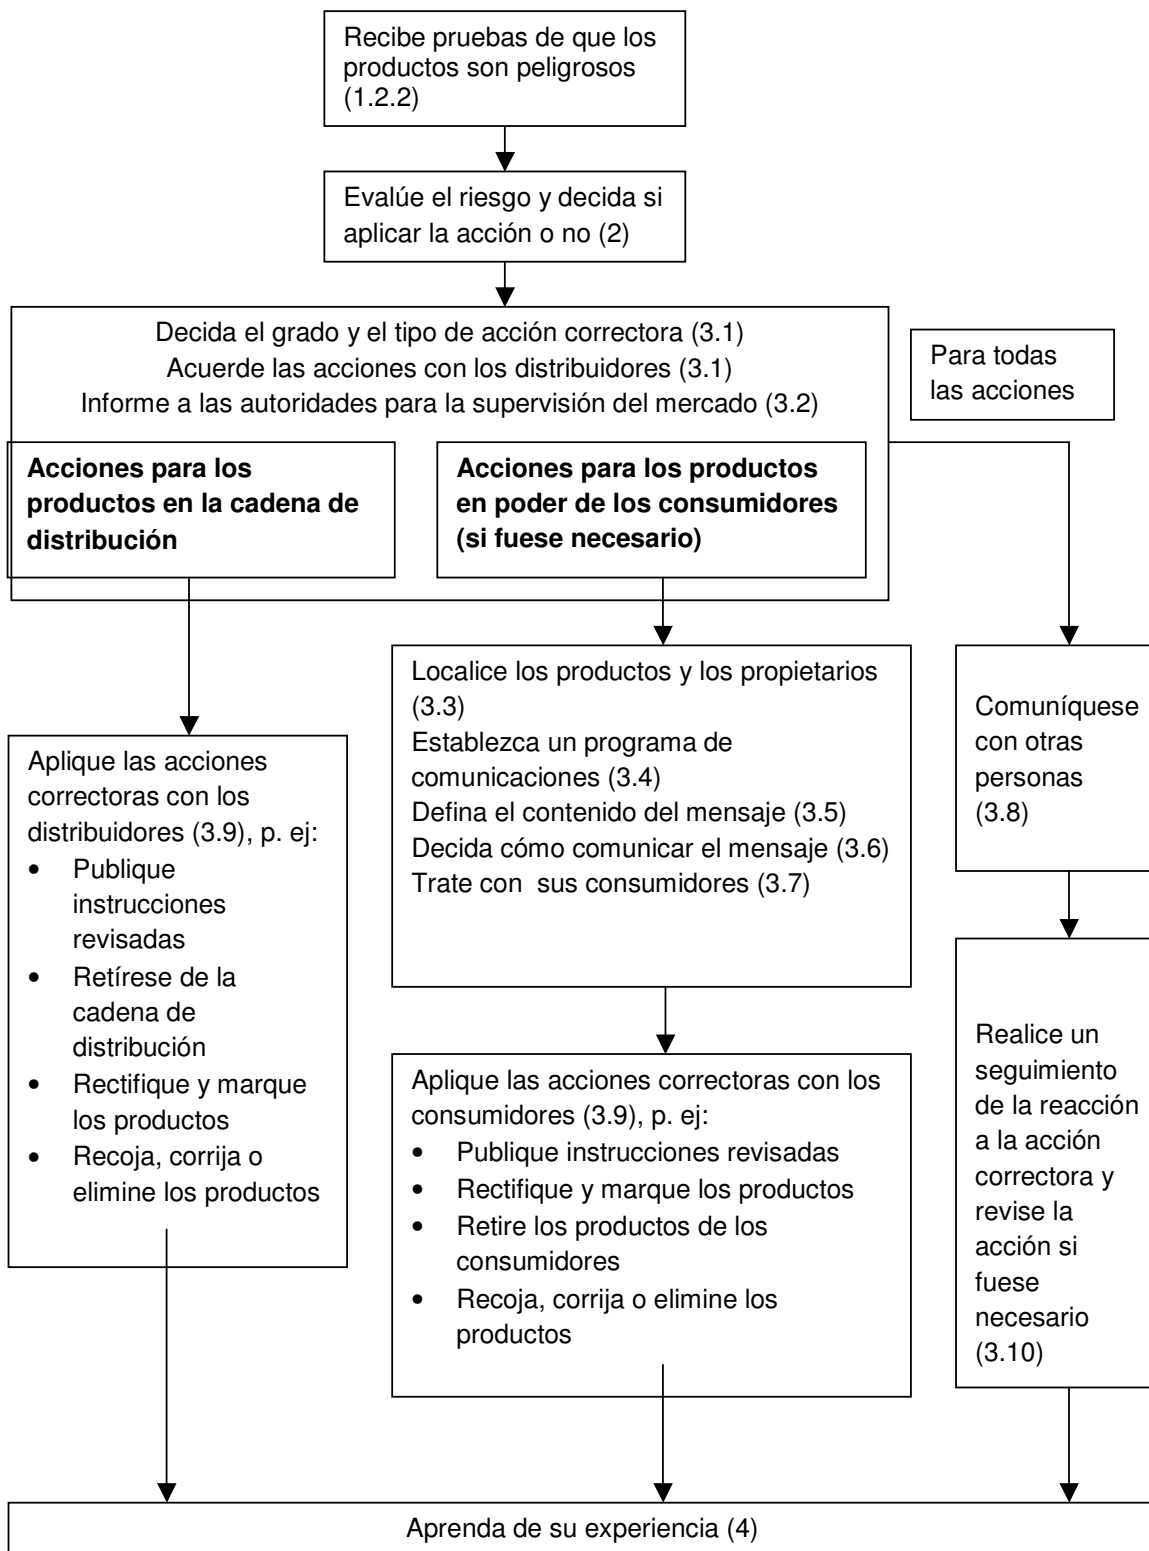 Recibe pruebas de que los
productos son peligrosos
(1.2.2)
Evalúe el riesgo y decida si
aplicar la acción o no (2)
Decida el grado y el tipo de acción correctora (3.1)
Acuerde las acciones con los distribuidores (3.1)
Informe a las autoridades para la supervisión del mercado (3.2)
Para todas
las acciones
Acciones para los
productos en la cadena de
distribución
Acciones para los productos
en poder de los consumidores
(si fuese necesario)
Localice los productos y los propietarios
(3.3)
Establezca un programa de
comunicaciones (3.4)
Defina el contenido del mensaje (3.5)
Decida cómo comunicar el mensaje (3.6)
Trate con  sus consumidores (3.7)
Comuníquese
con otras
personas
(3.8)
Aplique las acciones
correctoras con los
distribuidores (3.9), p. ej:
• Publique
instrucciones
revisadas
• Retírese de la
cadena de
distribución
• Rectifique y marque
los productos
• Recoja, corrija o
elimine los productos
Aplique las acciones correctoras con los
consumidores (3.9), p. ej:
• Publique instrucciones revisadas
• Rectifique y marque los productos
• Retire los productos de los
consumidores
• Recoja, corrija o elimine los
productos
Realice un
seguimiento
de la reacción
a la acción
correctora y
revise la
acción si
fuese
necesario
(3.10)
Aprenda de su experiencia (4)